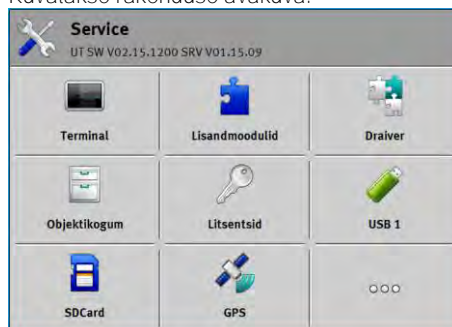 Kuvatakse rakenduse avakuva:
Service
UT SW V02.15.1200 SRV V01.15.09
Terminal
Lisandmoodulid
Draiver
Objektikogum
Litsentsid
USB 1
SDCard
GPS